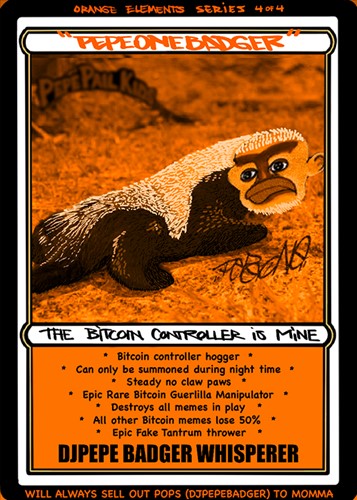 ORANGE ELEMENTS SERIES 4 OF 4
"PEPEONEBADGER"
PEPE PAUL
THE BITCOIN CONTROLLER IS MINE
* Bitcoin controller hogger *
* Can only be summoned during night time *
* Steady no claw paws *
* Epic Rare Bitcoin Guerlilla Manipulator *
* Destroys all memes in play *
* All other Bitcoin memes lose 50% *
* Epic Fake Tantrum thrower *
DJPEPE BADGER WHISPERER
WILL ALWAYS SELL OUT POPS (DJPEPEBADGER) TO MOMMA